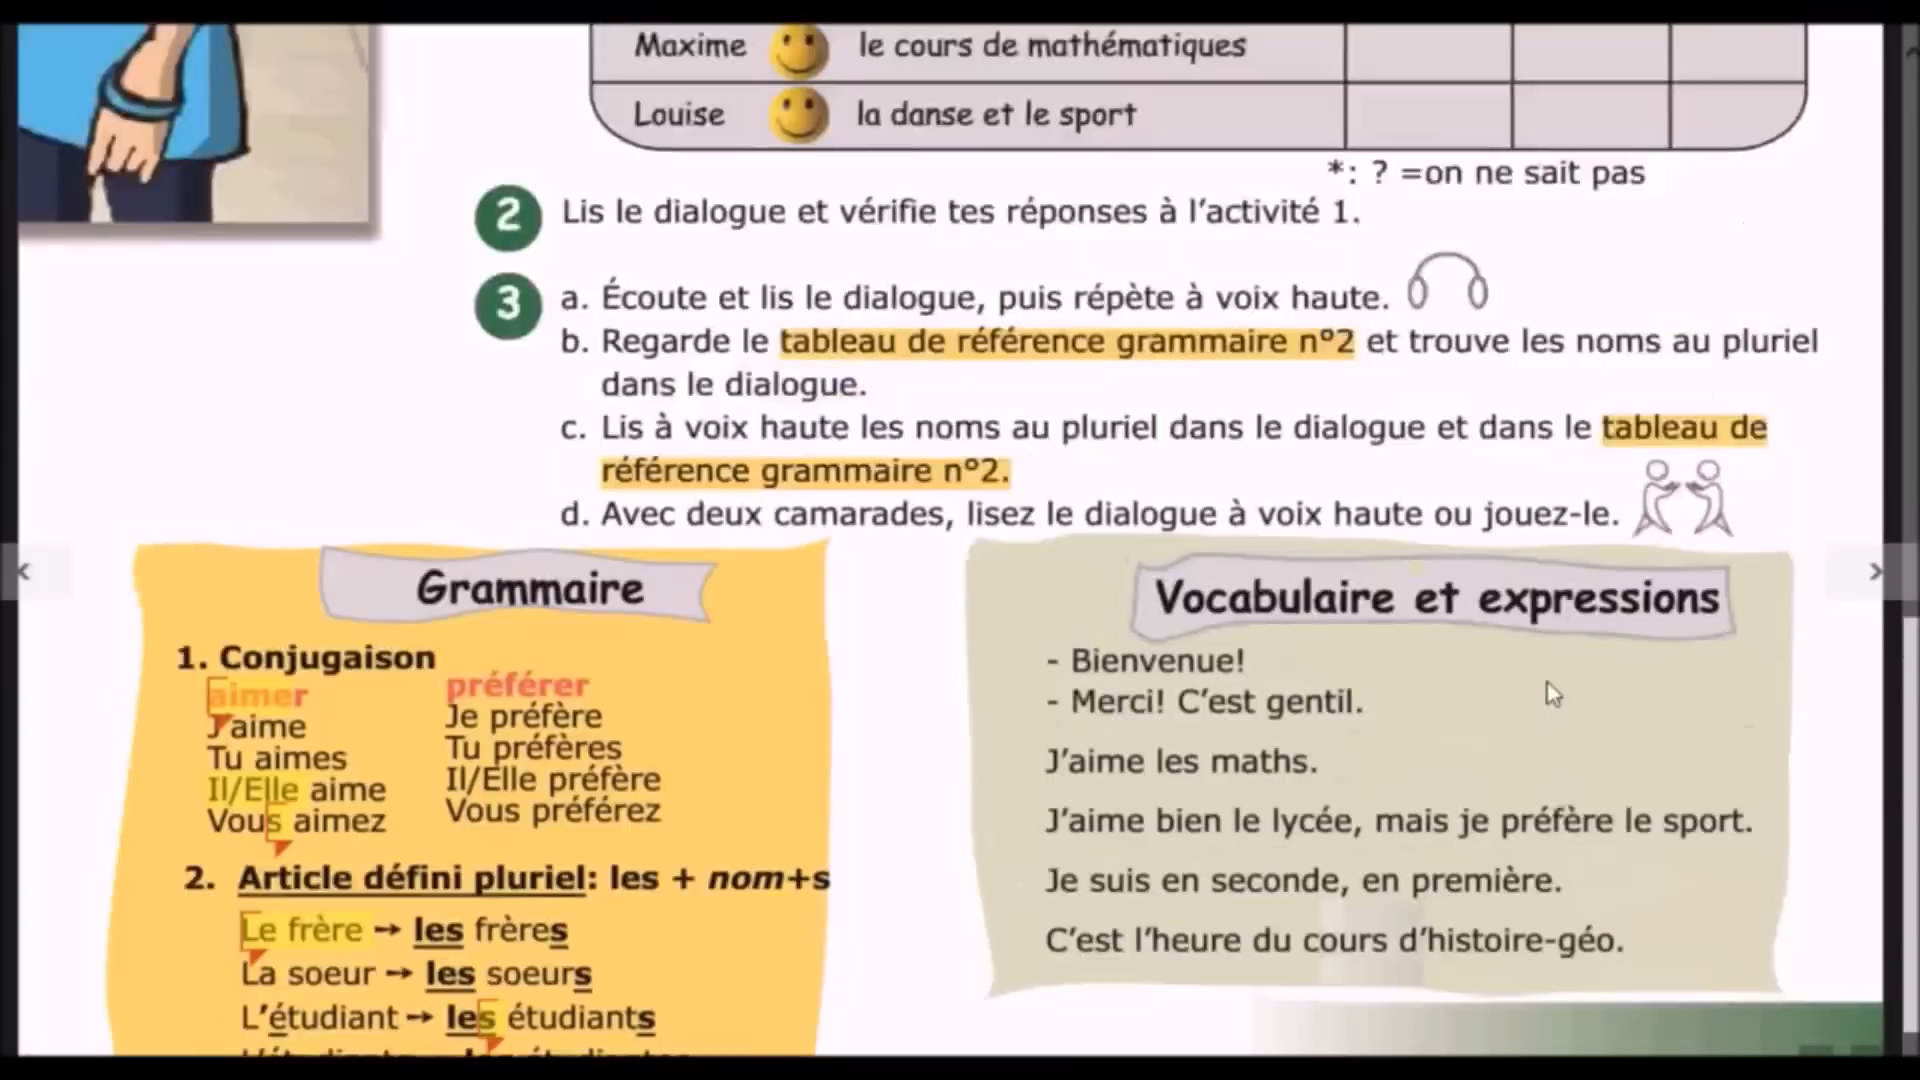 Maxime le cours de mathématiques
Louise la danse et le sport
*: ? =on ne sait pas
2 Lis le dialogue et vérifie tes réponses à l'activité 1.
3 a. Écoute et lis le dialogue, puis répète à voix haute.
b. Regarde le tableau de référence grammaire n°2 et trouve les noms au pluriel
dans le dialogue.
c. Lis à voix haute les noms au pluriel dans le dialogue et dans le tableau de
référence grammaire n°2.
d. Avec deux camarades, lisez le dialogue à voix haute ou jouez-le.
Grammaire
1. Conjugaison
aimer
J'aime
Tu aimes
Il/Elle aime
Vous aimez
préférer
Je préfère
Tu préfères
Il/Elle préfère
Vous préférez
2. Article défini pluriel: les + nom+s
Le frère → les frères
La soeur → les soeurs
L'étudiant → les étudiants
Vocabulaire et expressions
- Bienvenue!
- Merci! C'est gentil.
J'aime les maths.
J'aime bien le lycée, mais je préfère le sport.
Je suis en seconde, en première.
C'est l'heure du cours d'histoire-géo.